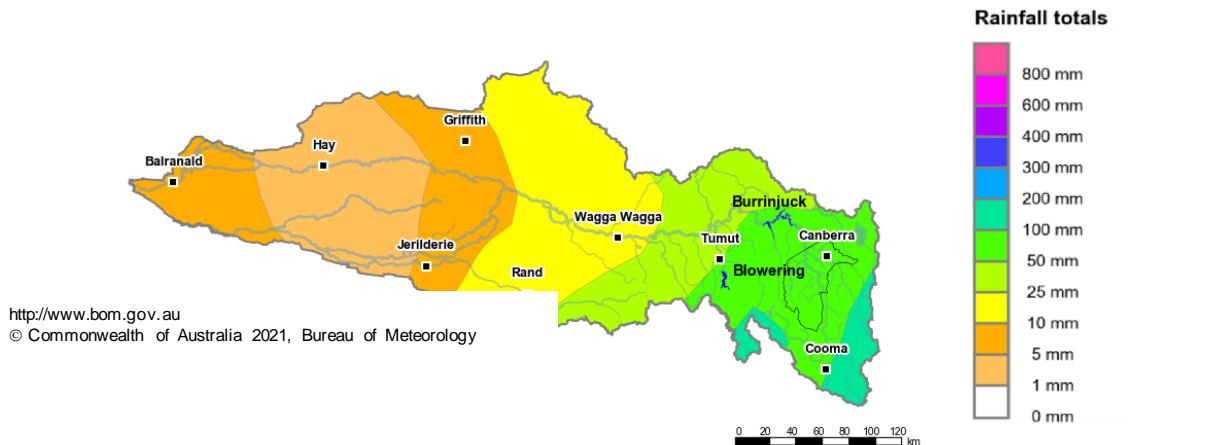 Rainfall totals
800 mm
600 mm
400 mm
300 mm
200 mm
100 mm
50 mm
25 mm
10 mm
5 mm
1 mm
0 mm
Griffith
Hay
Balranald
Burrinjuck
Wagga Wagga
Tumut
Canberra
Jerilderie
Rand
Blowering
Cooma
http://www.bom.gov.au
© Commonwealth of Australia 2021, Bureau of Meteorology
0 20 40 60 80 100 120
km